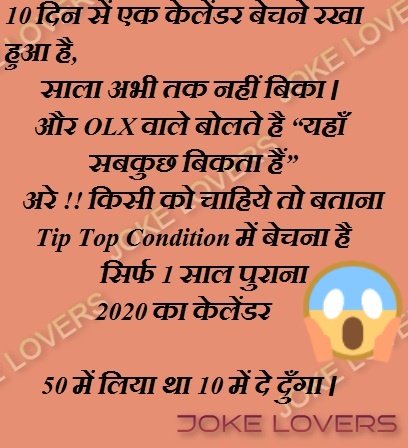 10 दिन सें एक केलेंडर बेचने रखा
हुआ है,
साला अभी तक नहीं बिका।
और OLX वाले बोलते है “यहाँ
सबकुछ बिकता हैं”
अरे !! किसी को चाहिये तो बताना
Tip Top Condition में बेचना है
सिर्फ 1 साल पुराना
2020 का केलेंडर
50 में लिया था 10 में दे दुँगा।
JOKE LOVERS